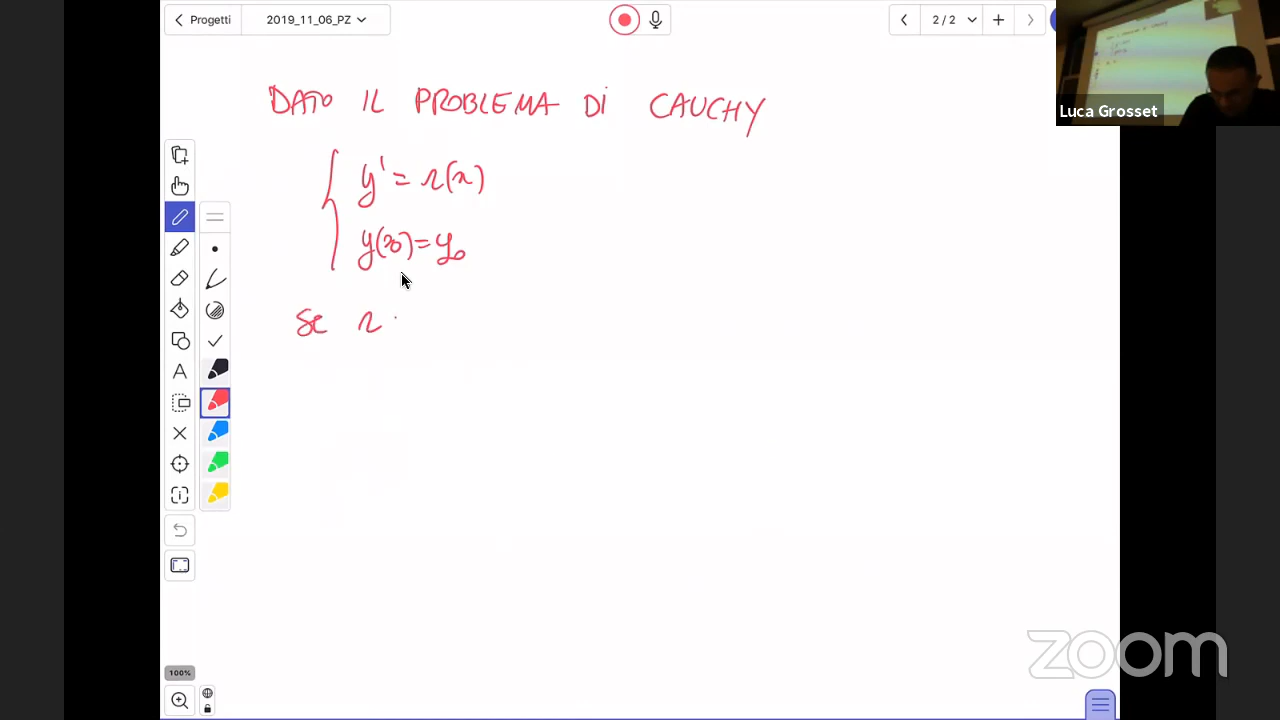 Progetti 2019_11_06_PZ 2/2
Luca Grosset
DATO IL PROBLEMA DI CAUCHY
y' = r(x)
y(x0) = y0
Se r
100%
zoom